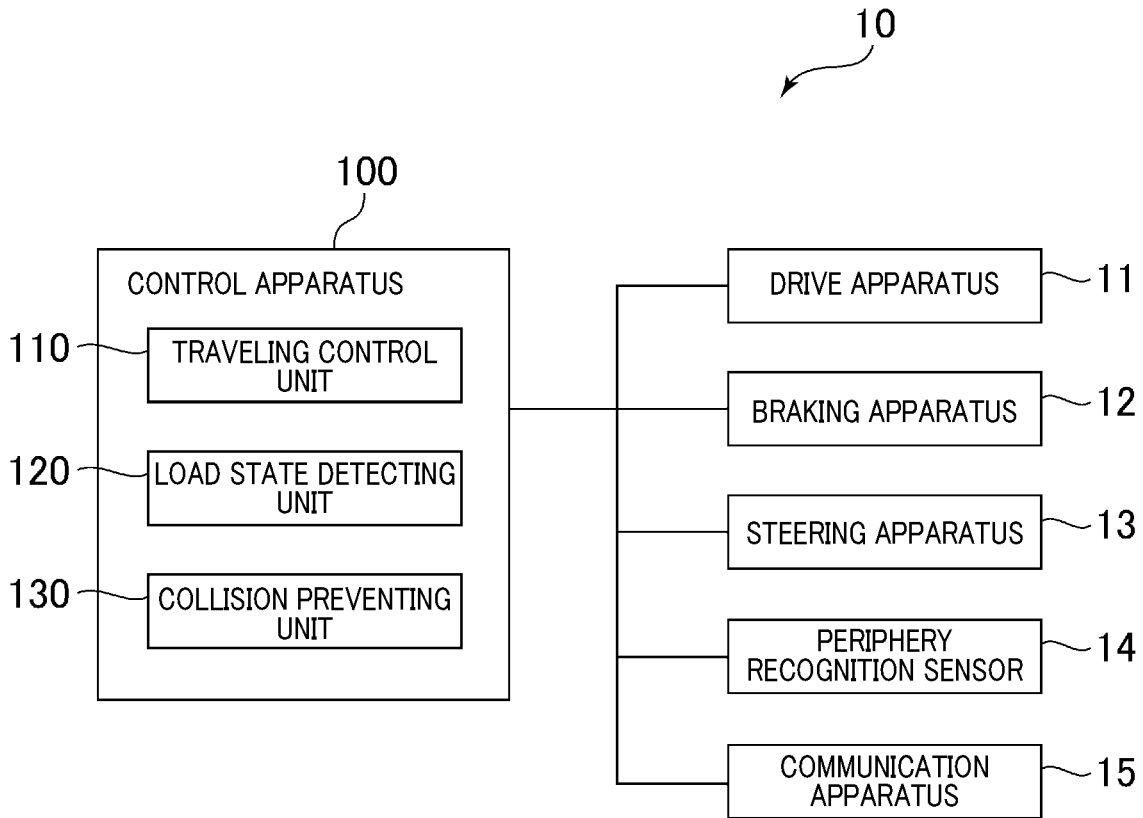 10
100
CONTROL APPARATUS
110
TRAVELING CONTROL
UNIT
120
LOAD STATE DETECTING
UNIT
130
COLLISION PREVENTING
UNIT
DRIVE APPARATUS
11
BRAKING APPARATUS
12
STEERING APPARATUS
13
PERIPHERY
RECOGNITION SENSOR
14
COMMUNICATION
APPARATUS
15